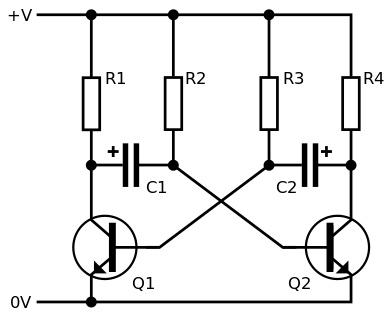 +V
R1 R2 R3 R4
+ +
C1 C2
Q1 Q2
0V